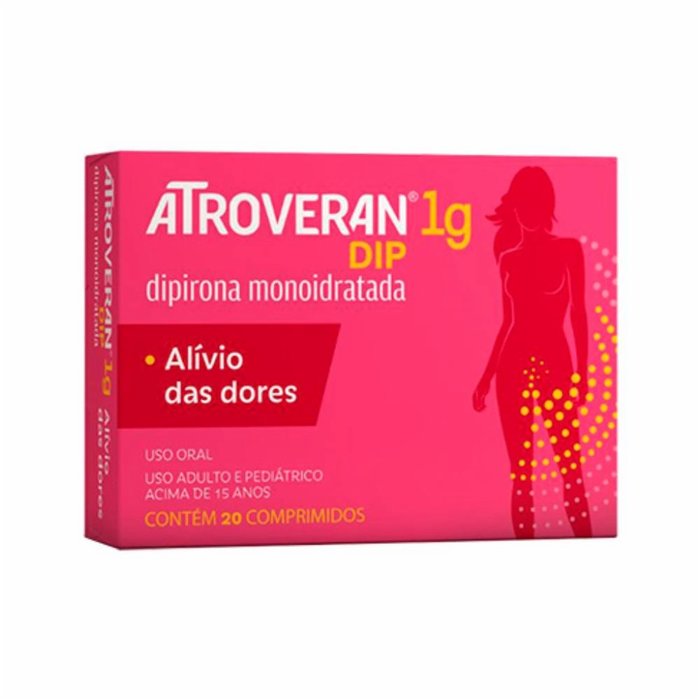 ATROVERAN® 1g
DIP
dipirona monoidratada
• Alívio
das dores
USO ORAL
USO ADULTO E PEDIÁTRICO
ACIMA DE 15 ANOS
CONTÉM 20 COMPRIMIDOS
ATROVERAN® 1g
DIP
dipirona monoidratada
Alívio
das dores